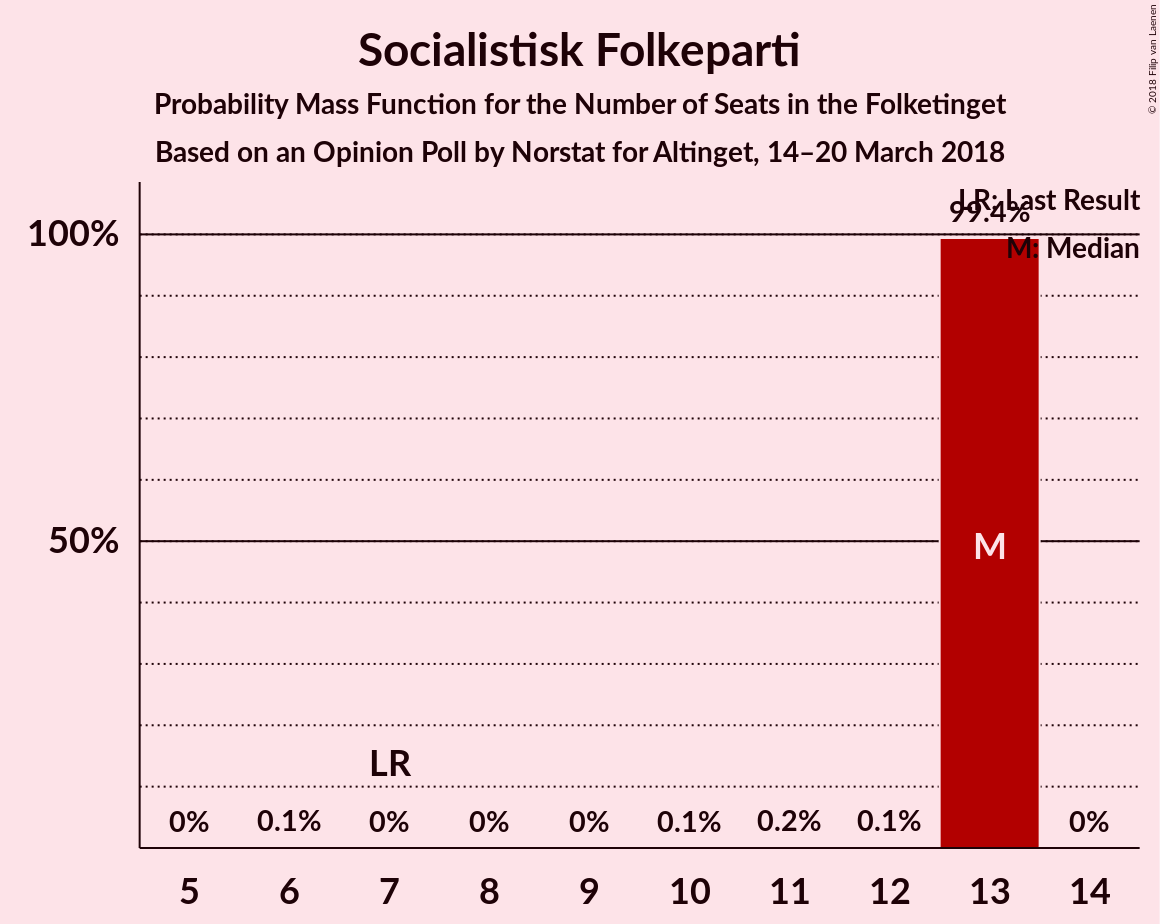 Socialistisk Folkeparti
Probability Mass Function for the Number of Seats in the Folketinget
Based on an Opinion Poll by Norstat for Altinget, 14–20 March 2018
© 2018 Filip van Laenen
LR: Last Result
M: Median
99.4%
100%
50%
M
LR
0% 0.1% 0% 0% 0% 0.1% 0.2% 0.1% 0%
5 6 7 8 9 10 11 12 13 14